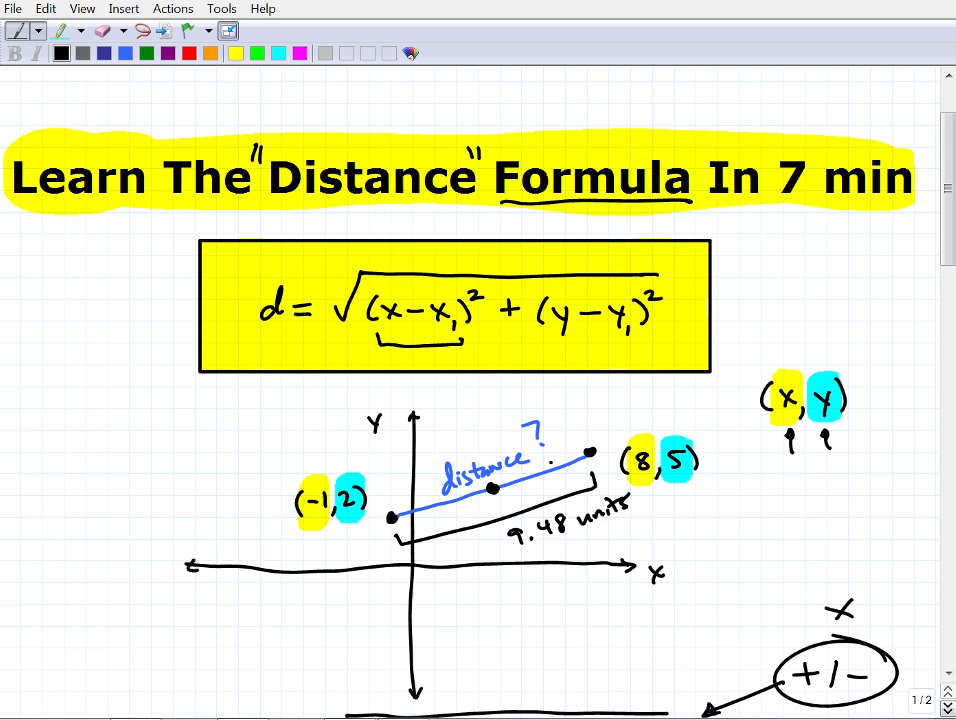 File Edit View Insert Actions Tools Help
B I
Learn The "Distance" Formula In 7 min
d = √(x - x₁)² + (y - y₁)²
(x, y)
y
distance ?
(8, 5)
(-1, 2)
9.48 units
x
x
+/-
1/2